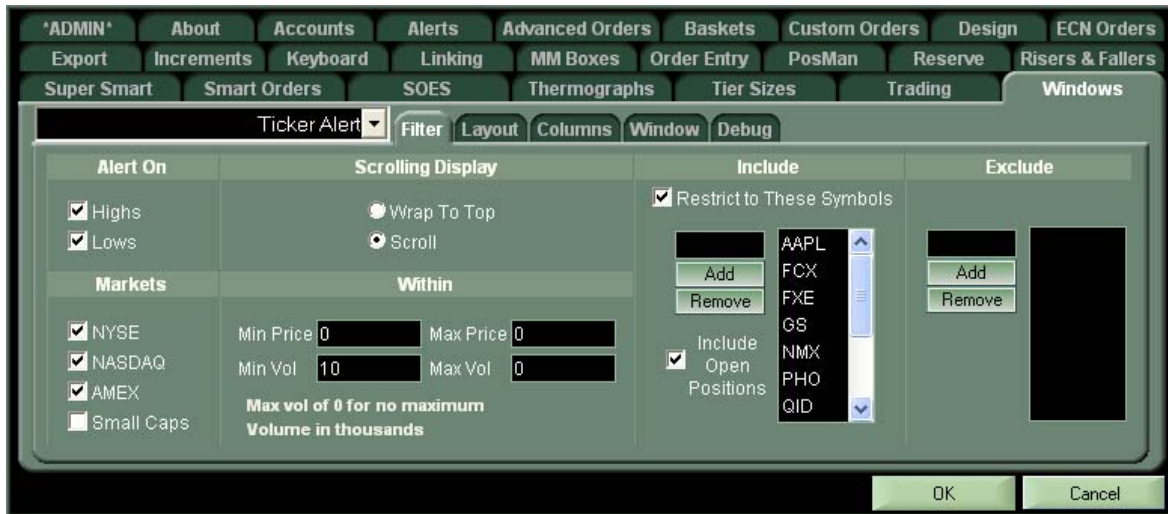 *ADMIN* About Accounts Alerts Advanced Orders Baskets Custom Orders Design ECN Orders
Export Increments Keyboard Linking MM Boxes Order Entry PosMan Reserve Risers & Fallers
Super Smart Smart Orders SOES Thermographs Tier Sizes Trading Windows
Ticker Alert Filter Layout Columns Window Debug
Alert On
Highs
Lows
Scrolling Display
Wrap To Top
Scroll
Markets
NYSE
NASDAQ
AMEX
Small Caps
Within
Min Price 0 Max Price 0
Min Vol 10 Max Vol 0
Max vol of 0 for no maximum
Volume in thousands
Include
Restrict to These Symbols
Add
Remove
Include
Open
Positions
AAPL
FCX
FXE
GS
NMX
PHO
QID
Exclude
Add
Remove
OK Cancel